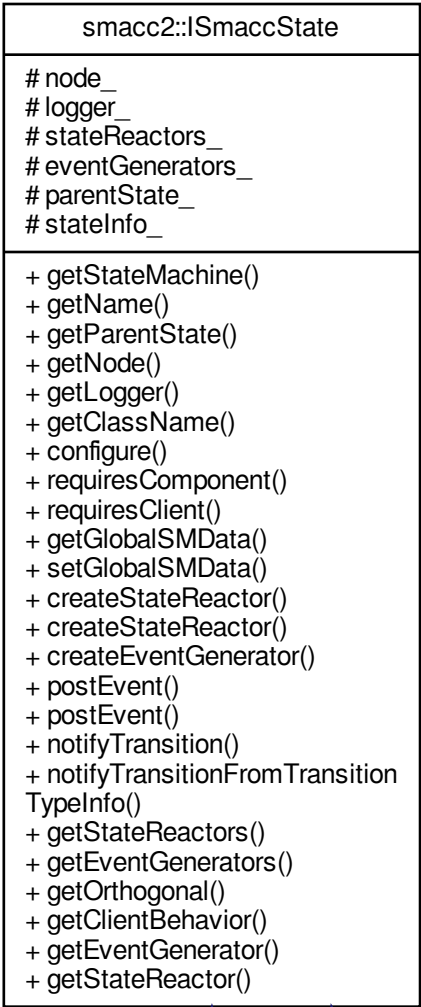 smacc2::ISmaccState
# node_
# logger_
# stateReactors_
# eventGenerators_
# parentState_
# stateInfo_
+ getStateMachine()
+ getName()
+ getParentState()
+ getNode()
+ getLogger()
+ getClassName()
+ configure()
+ requiresComponent()
+ requiresClient()
+ getGlobalSMData()
+ setGlobalSMData()
+ createStateReactor()
+ createStateReactor()
+ createEventGenerator()
+ postEvent()
+ postEvent()
+ notifyTransition()
+ notifyTransitionFromTransition
TypeInfo()
+ getStateReactors()
+ getEventGenerators()
+ getOrthogonal()
+ getClientBehavior()
+ getEventGenerator()
+ getStateReactor()